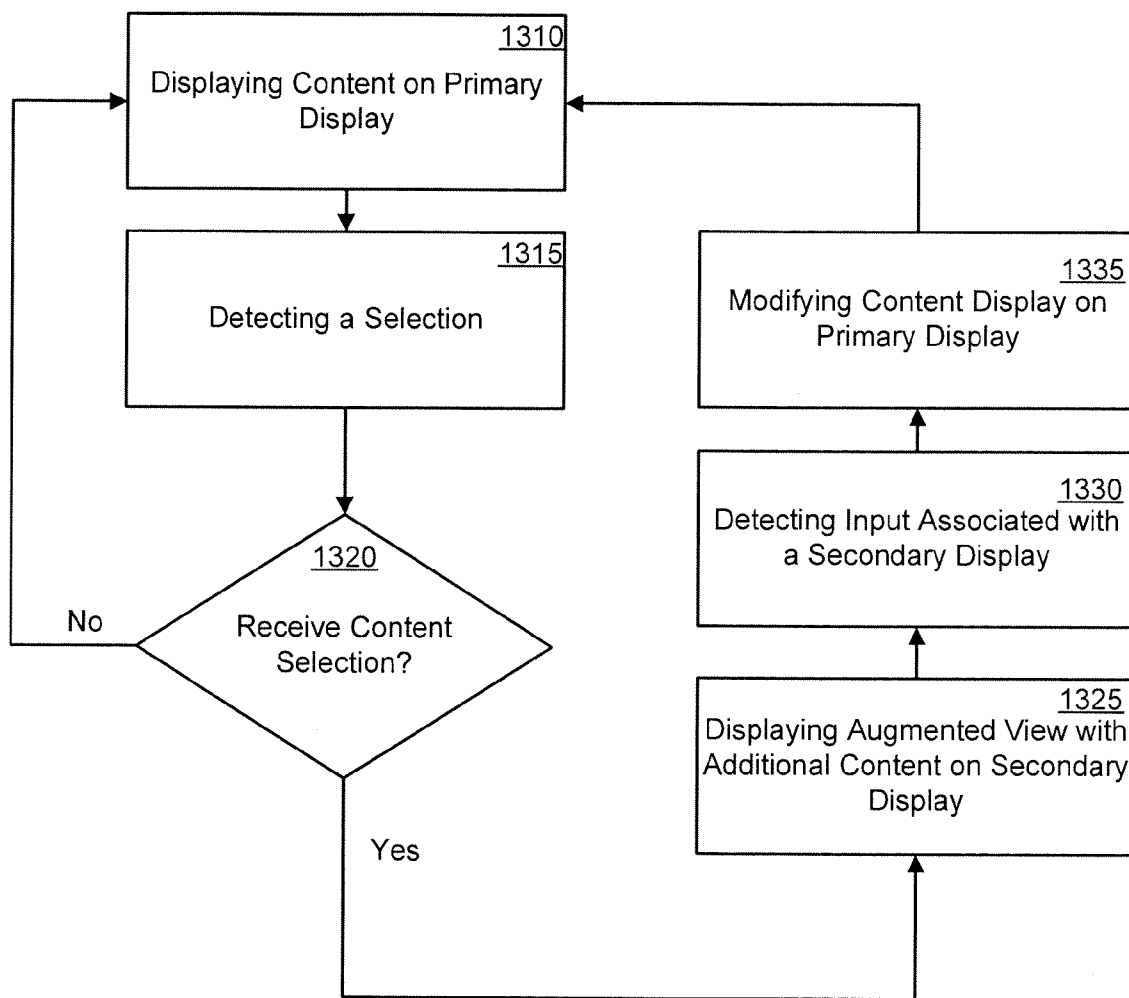 1310
Displaying Content on Primary
Display
1315
Detecting a Selection
1320
Receive Content
Selection?
No
Yes
1325
Displaying Augmented View with
Additional Content on Secondary
Display
1330
Detecting Input Associated with
a Secondary Display
1335
Modifying Content Display on
Primary Display